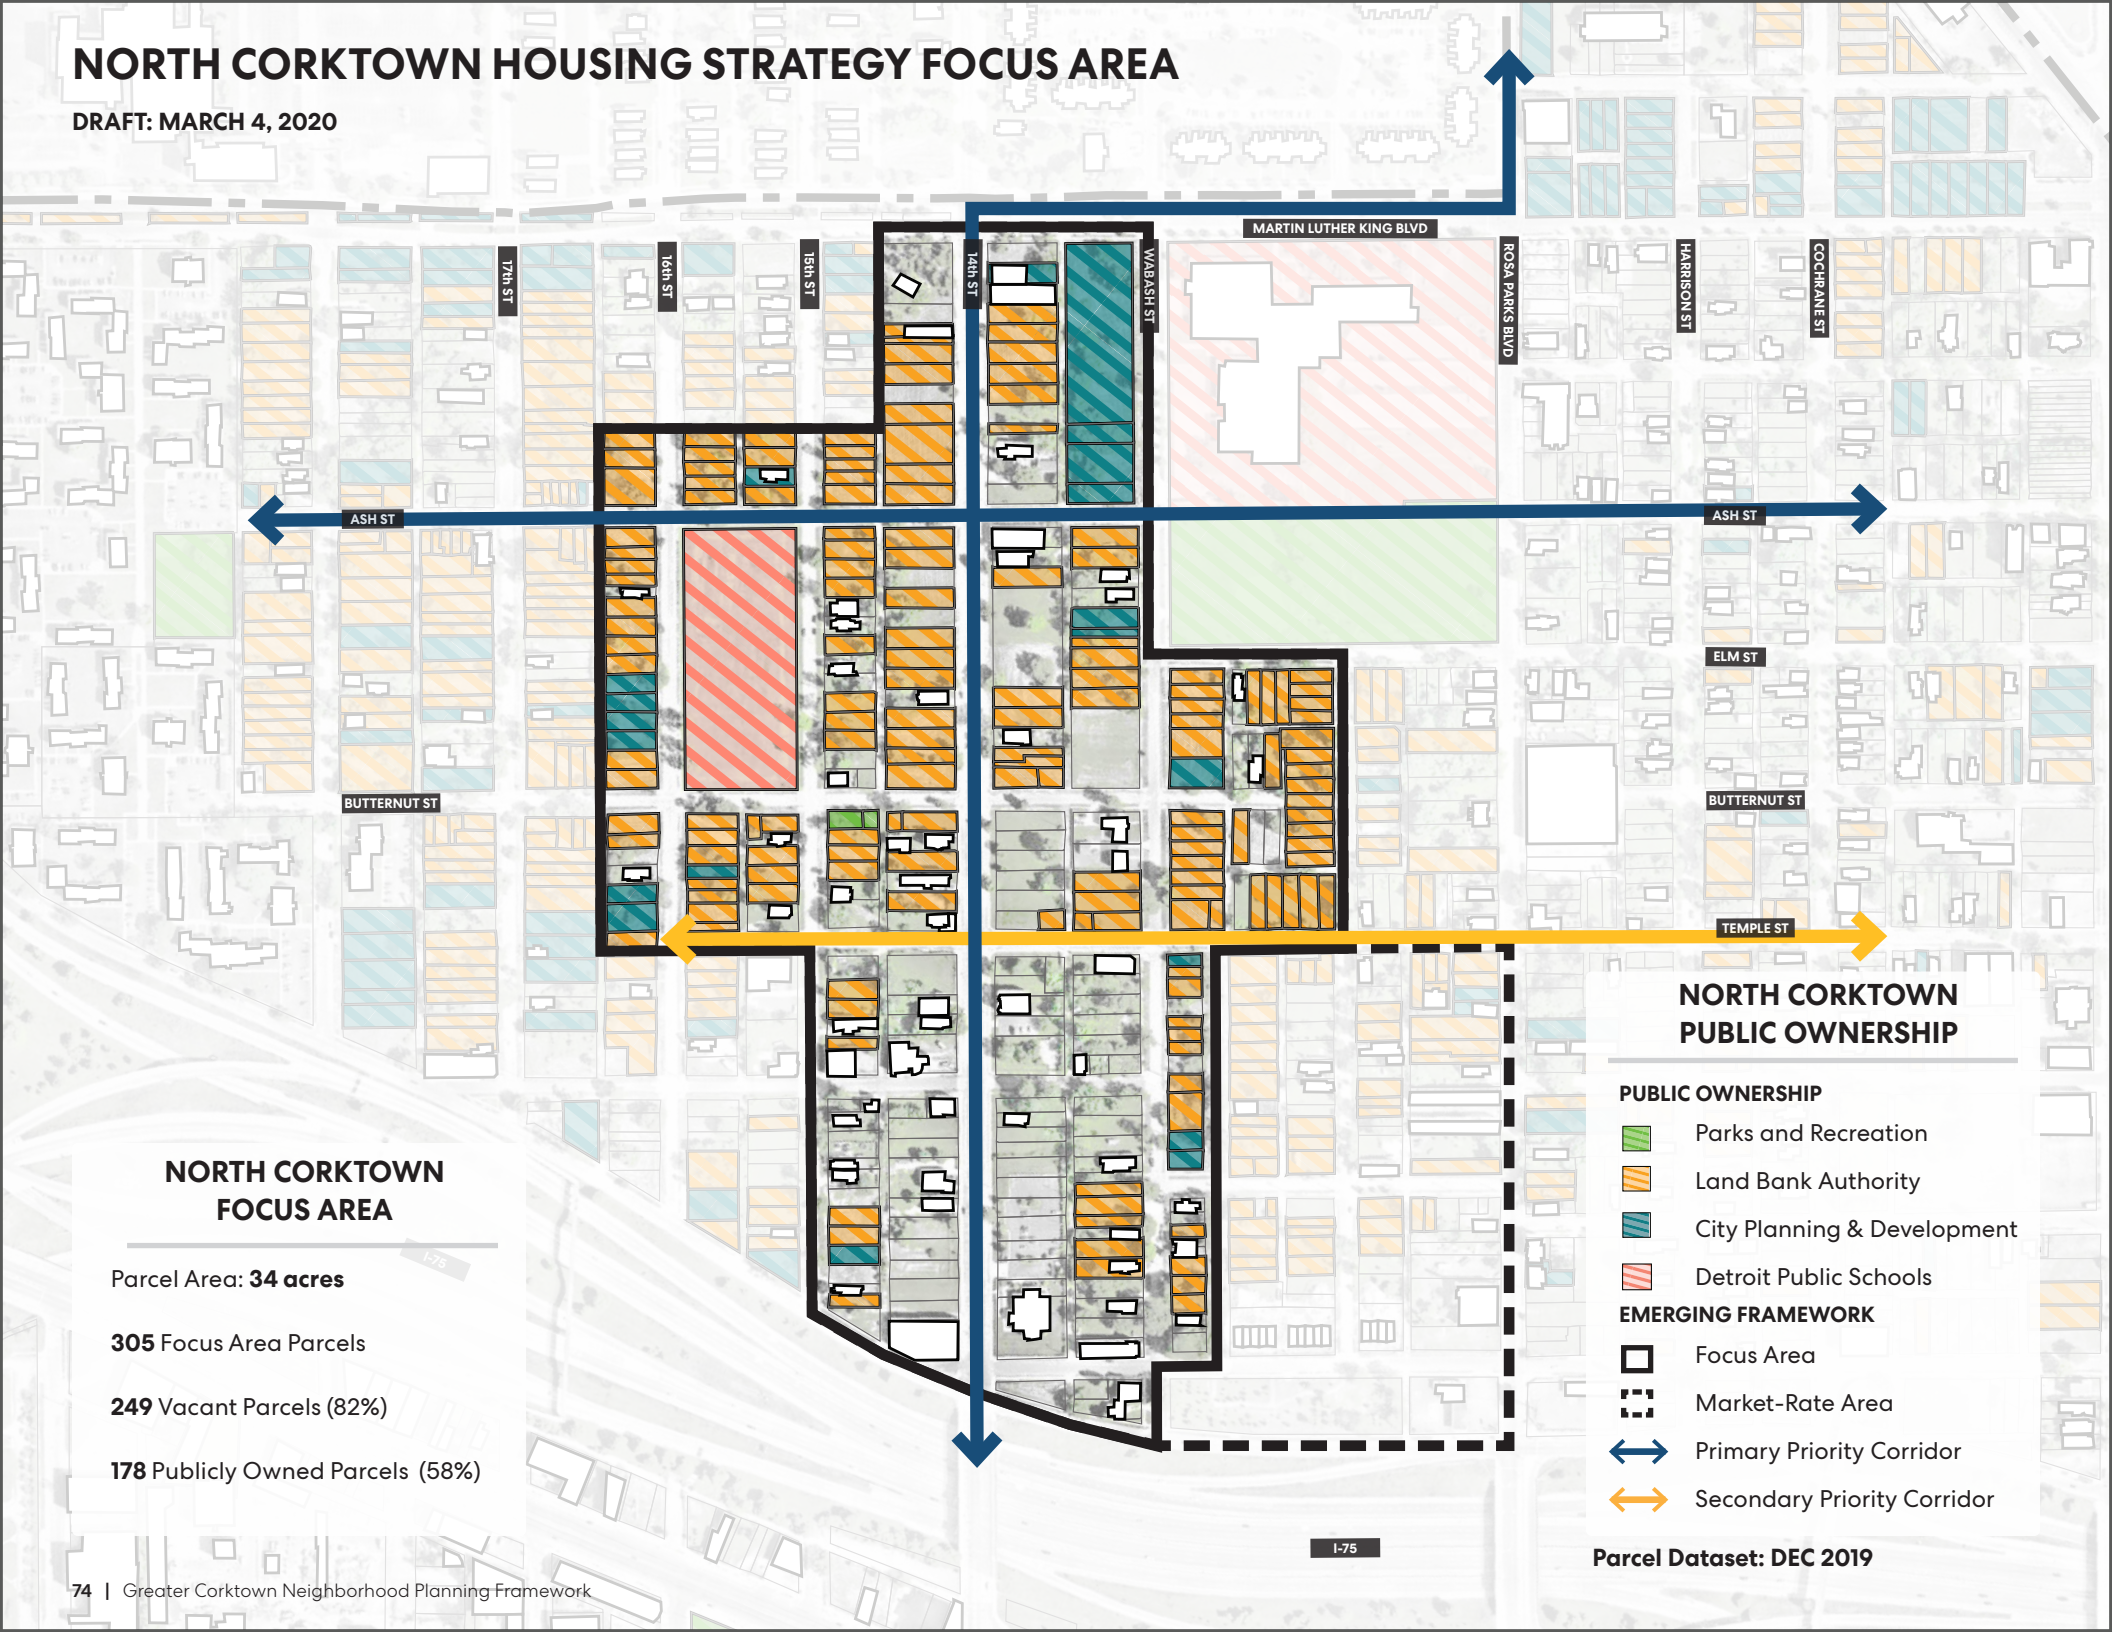 NORTH CORKTOWN HOUSING STRATEGY FOCUS AREA
DRAFT: MARCH 4, 2020
MARTIN LUTHER KING BLVD
17th ST
16th ST
15th ST
14th ST
WABASH ST
ROSA PARKS BLVD
HARRISON ST
COCHRANE ST
ASH ST
ASH ST
ELM ST
BUTTERNUT ST
BUTTERNUT ST
TEMPLE ST
NORTH CORKTOWN
PUBLIC OWNERSHIP
PUBLIC OWNERSHIP
Parks and Recreation
Land Bank Authority
City Planning & Development
Detroit Public Schools
EMERGING FRAMEWORK
Focus Area
Market-Rate Area
Primary Priority Corridor
Secondary Priority Corridor
Parcel Dataset: DEC 2019
NORTH CORKTOWN
FOCUS AREA
I-75
Parcel Area: 34 acres
305 Focus Area Parcels
249 Vacant Parcels (82%)
178 Publicly Owned Parcels (58%)
I-75
74 | Greater Corktown Neighborhood Planning Framework